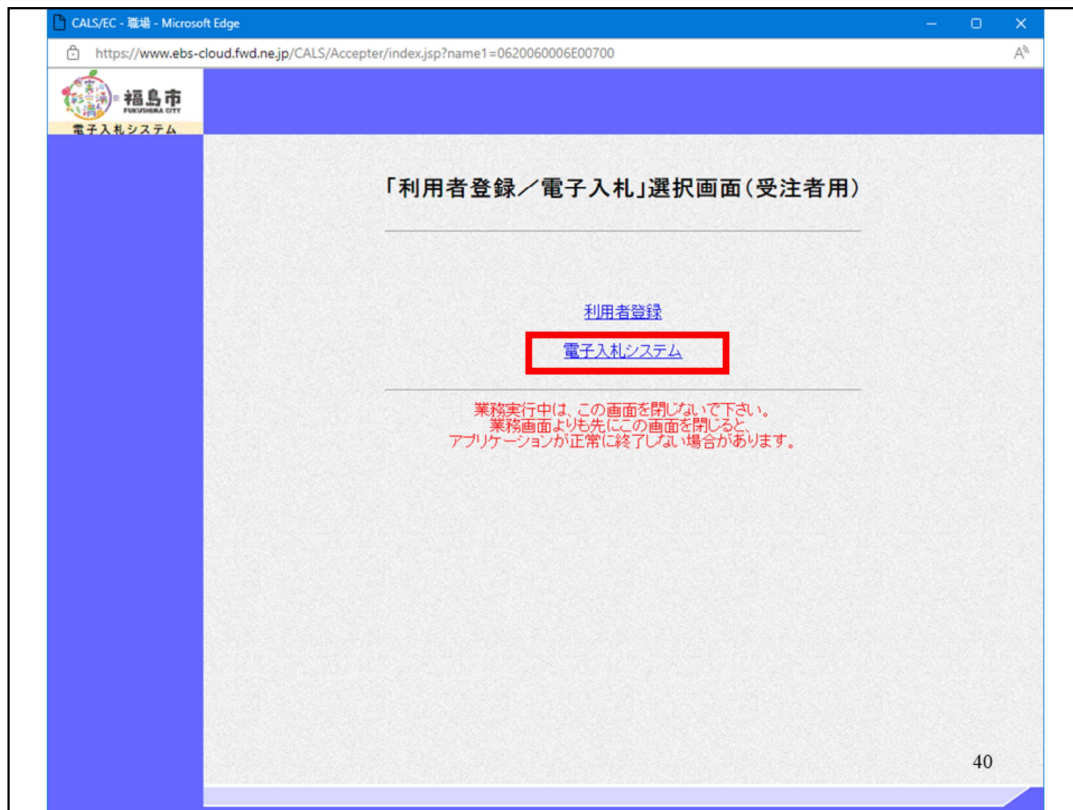 CALS/EC - 職場 - Microsoft Edge
https://www.ebs-cloud.fwd.ne.jp/CALS/Accepter/index.jsp?name1=0620060006E00700
福島市
FUKUSHIMA CITY
電子入札システム
「利用者登録／電子入札」選択画面（受注者用）
利用者登録
電子入札システム
業務実行中は、この画面を閉じないで下さい。
業務画面よりも先にこの画面を閉じると、
アプリケーションが正常に終了しない場合があります。
40